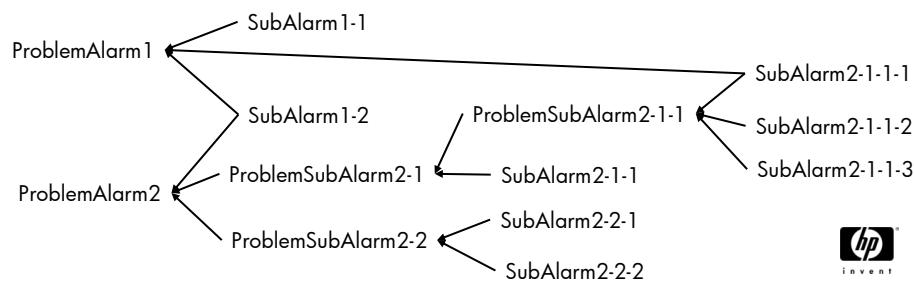 SubAlarm1-1
ProblemAlarm1
SubAlarm2-1-1-1
SubAlarm1-2
ProblemSubAlarm2-1-1
SubAlarm2-1-1-2
SubAlarm2-1-1-3
ProblemSubAlarm2-1
SubAlarm2-1-1
ProblemAlarm2
SubAlarm2-2-1
ProblemSubAlarm2-2
SubAlarm2-2-2
hp
®
invent